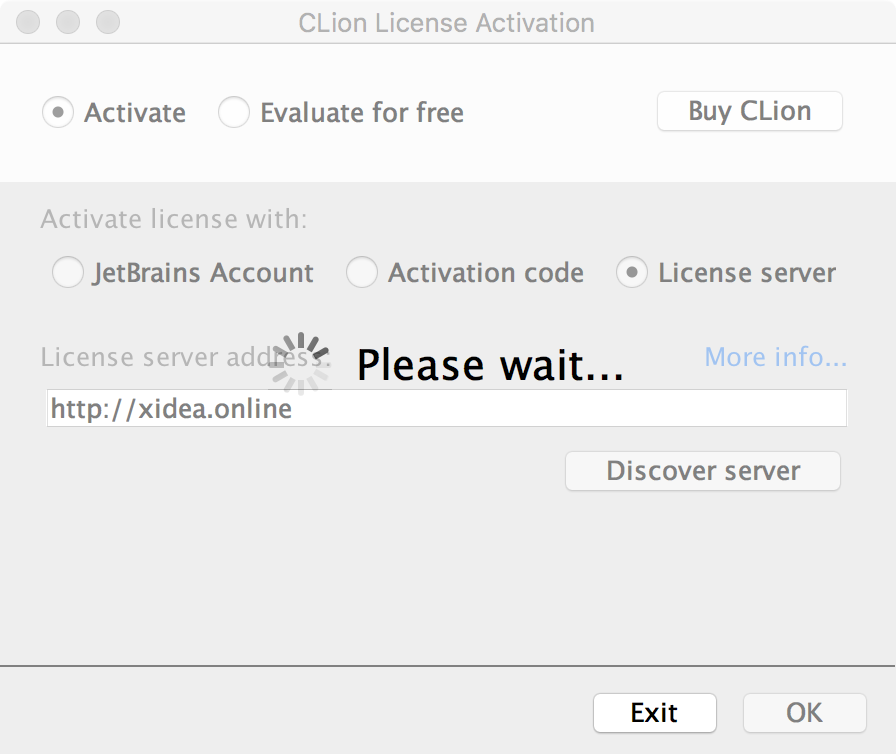 CLion License Activation
Activate Evaluate for free Buy CLion
Activate license with:
JetBrains Account Activation code License server
License server address: Please wait... More info...
http://xidea.online
Discover server
Exit OK